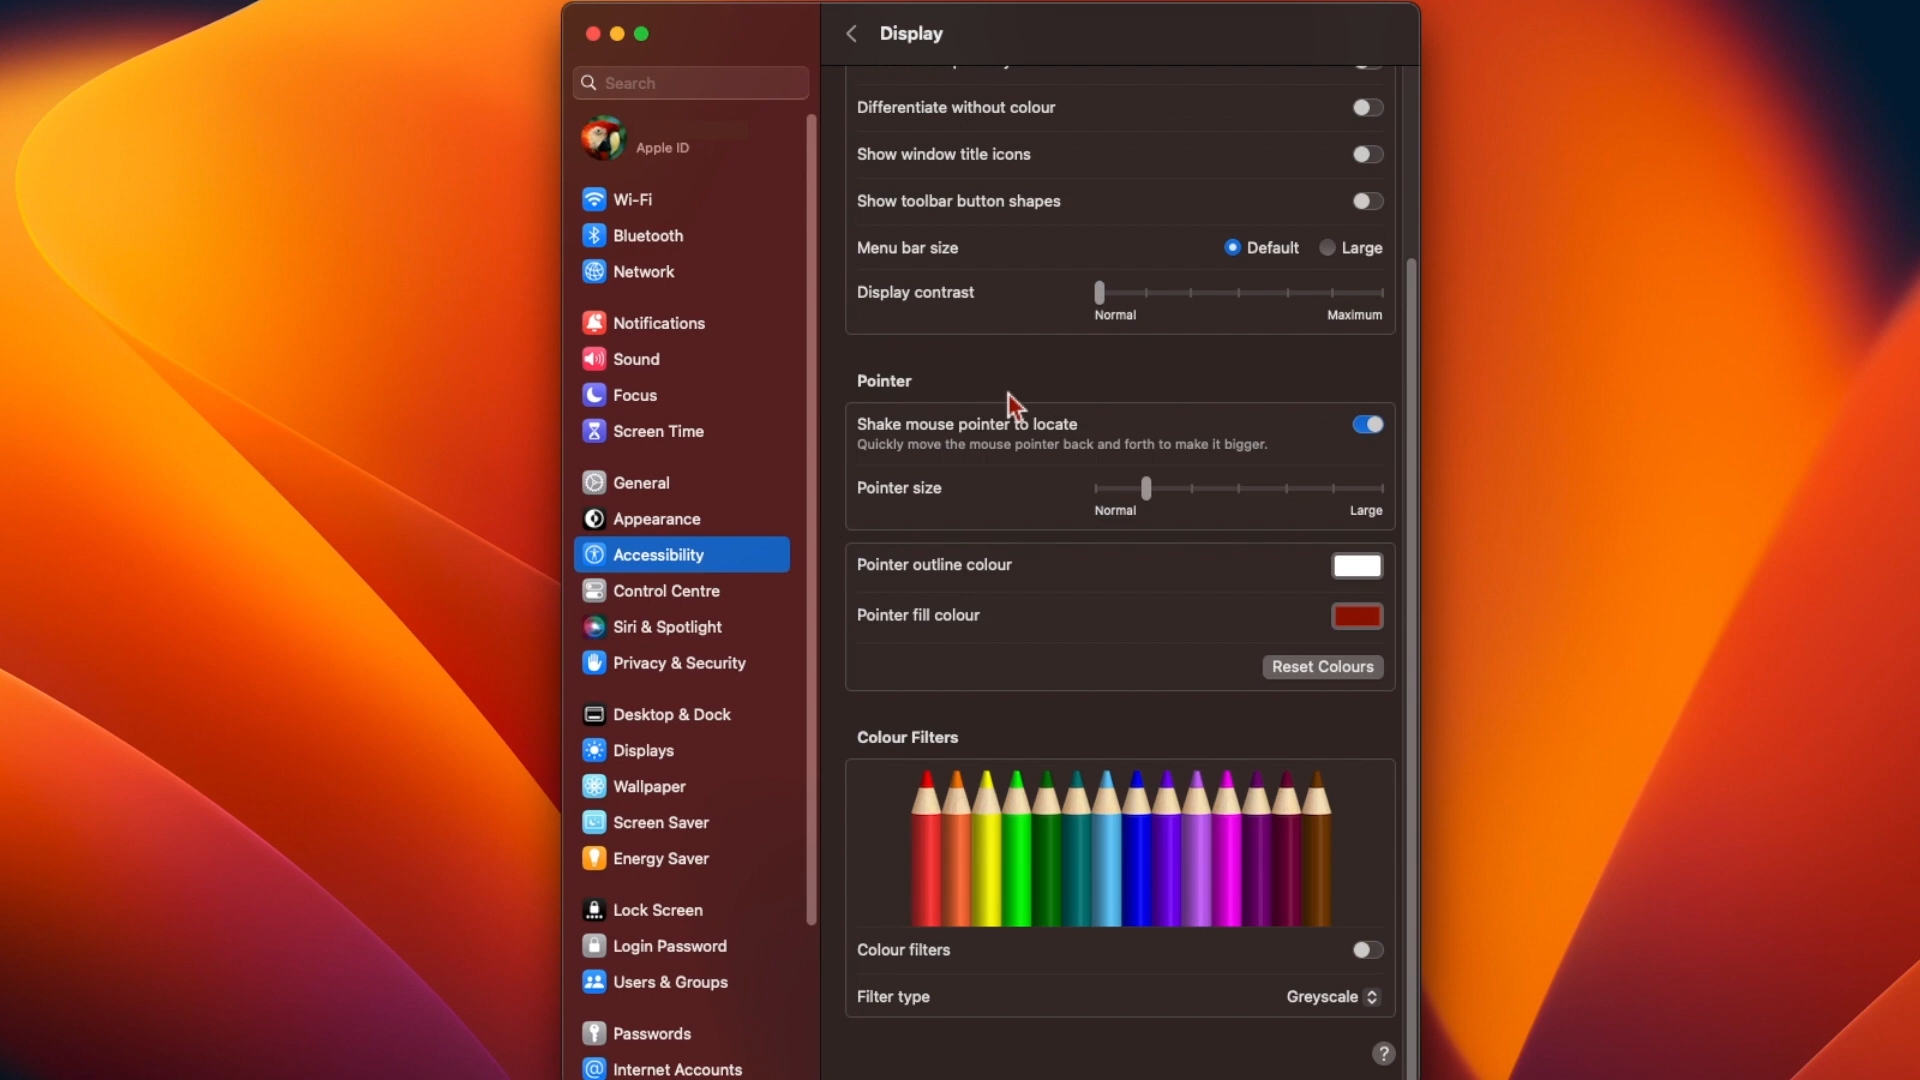 Display
Search
Apple ID
Wi-Fi
Bluetooth
Network
Notifications
Sound
Focus
Screen Time
General
Appearance
Accessibility
Control Centre
Siri & Spotlight
Privacy & Security
Desktop & Dock
Displays
Wallpaper
Screen Saver
Energy Saver
Lock Screen
Login Password
Users & Groups
Passwords
Internet Accounts
Differentiate without colour
Show window title icons
Show toolbar button shapes
Menu bar size Default Large
Display contrast
Normal Maximum
Pointer
Shake mouse pointer to locate
Quickly move the mouse pointer back and forth to make it bigger.
Pointer size
Normal Large
Pointer outline colour
Pointer fill colour
Reset Colours
Colour Filters
Colour filters
Filter type Greyscale
?